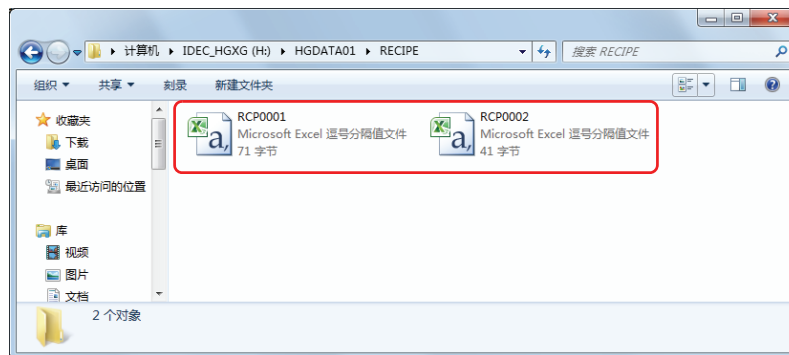 计算机 IDEC_HGXG (H:) HGDATA01 RECIPE 搜索 RECIPE
组织 共享 刻录 新建文件夹
收藏夹
下载
桌面
最近访问的位置
库
视频
图片
文档
RCP0001
Microsoft Excel 逗号分隔值文件
71 字节
a,
RCP0002
Microsoft Excel 逗号分隔值文件
41 字节
a,
2 个对象